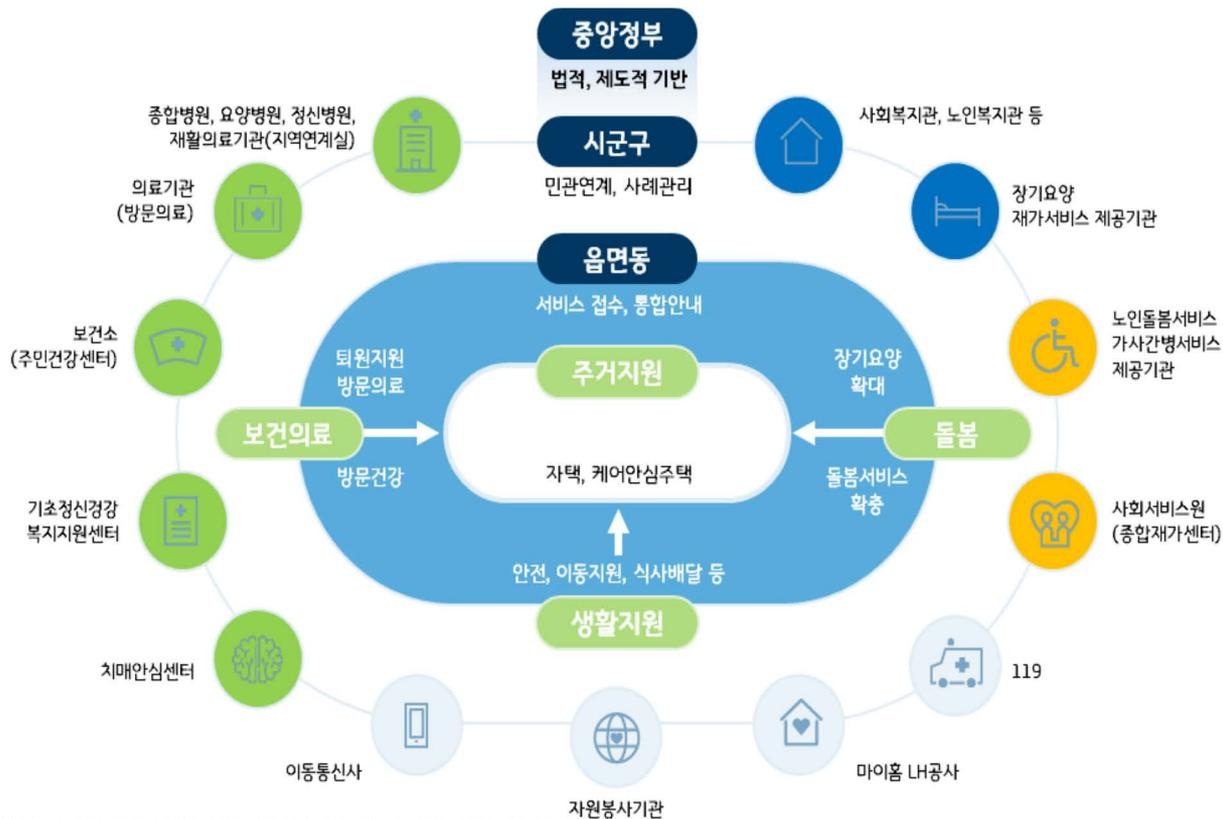 중앙정부
법적, 제도적 기반
종합병원, 요양병원, 정신병원,
재활의료기관(지역연계실)
시군구
사회복지관, 노인복지관 등
민관연계, 사례관리
의료기관
(방문의료)
장기요양
재가서비스 제공기관
읍면동
서비스 접수, 통합안내
보건소
(주민건강센터)
노인돌봄서비스
가사간병서비스
제공기관
퇴원지원
방문의료
주거지원
장기요양
확대
보건의료
돌봄
방문건강
자택, 케어안심주택
돌봄서비스
확충
기초정신겅강
복지지원센터
사회서비스원
(종합재가센터)
안전, 이동지원, 식사배달 등
생활지원
치매안심센터
119
이동통신사
마이홈 LH공사
자원봉사기관